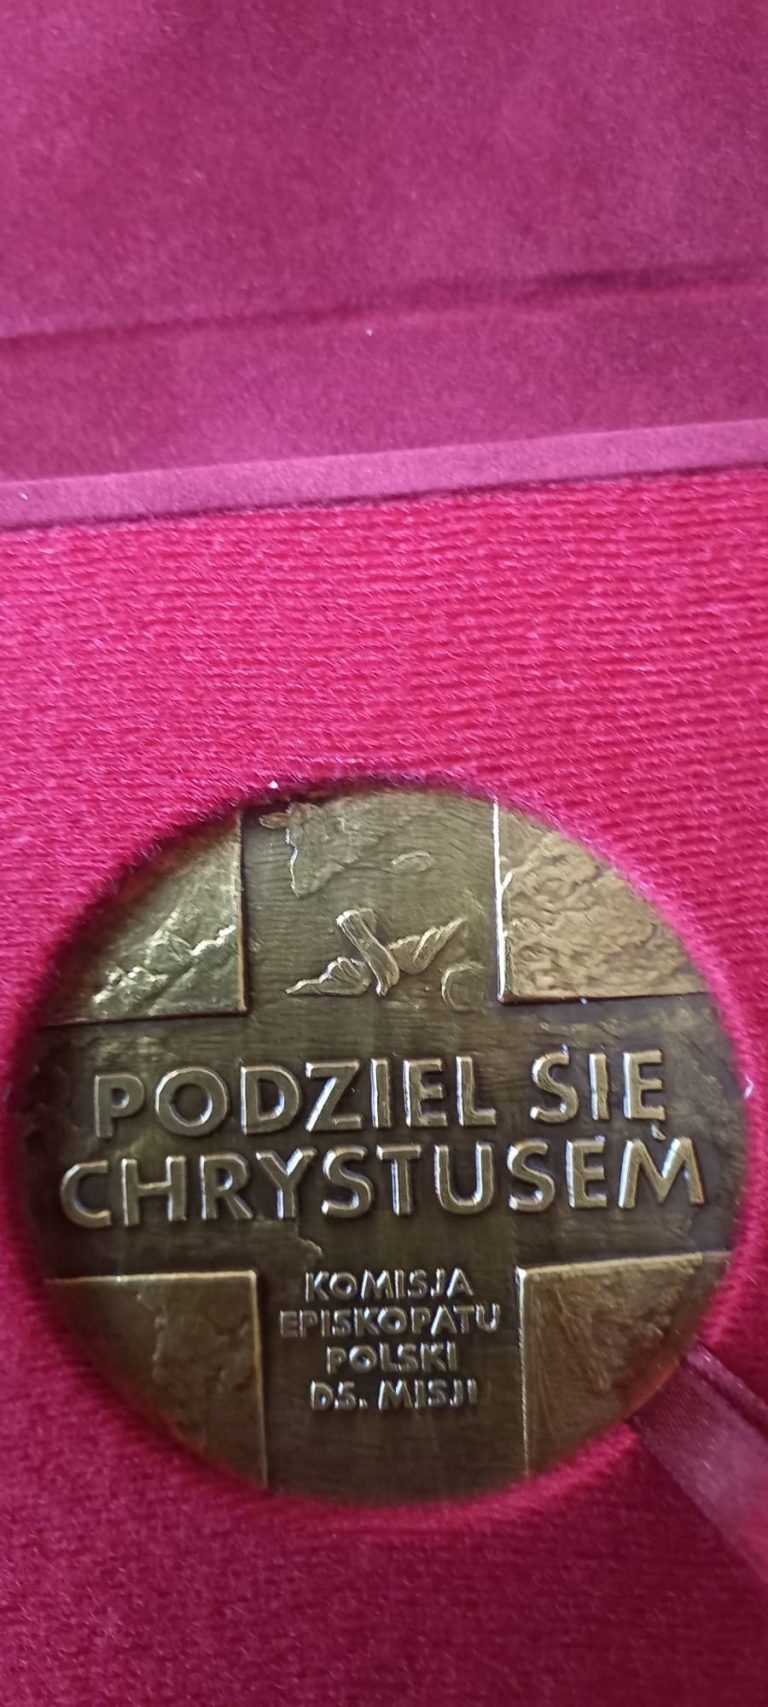 PODZIEL SIĘ
CHRYSTUSEM
KOMISJA
EPISKOPATU
POLSKI
DS. MISJI